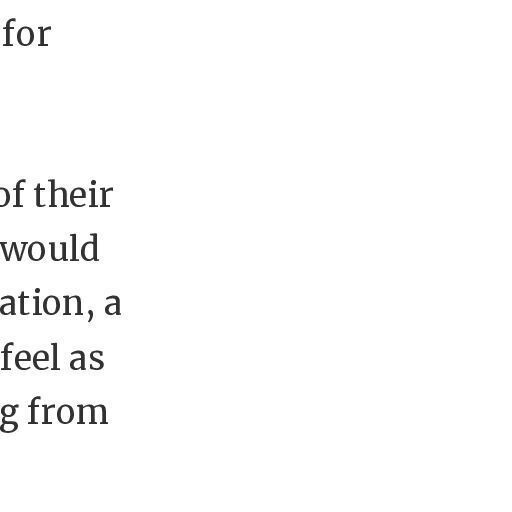 for
of their
would
ation, a
feel as
g from